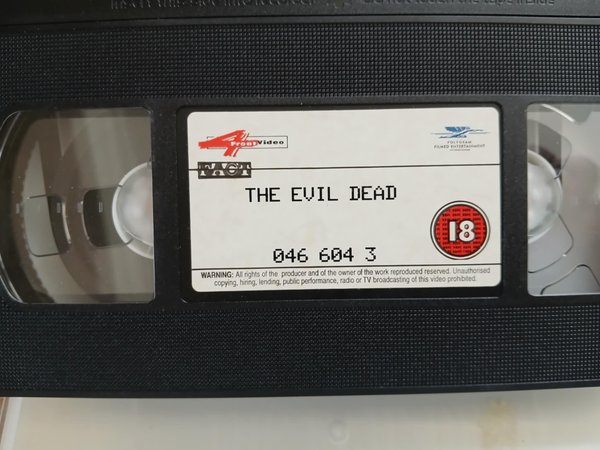 4 Front Video
POLYGRAM
FILMED ENTERTAINMENT
FACT
THE EVIL DEAD
18
046 604 3
WARNING: All rights of the producer and of the owner of the work reproduced reserved. Unauthorised
copying, hiring, lending, public performance, radio or TV broadcasting of this video prohibited.